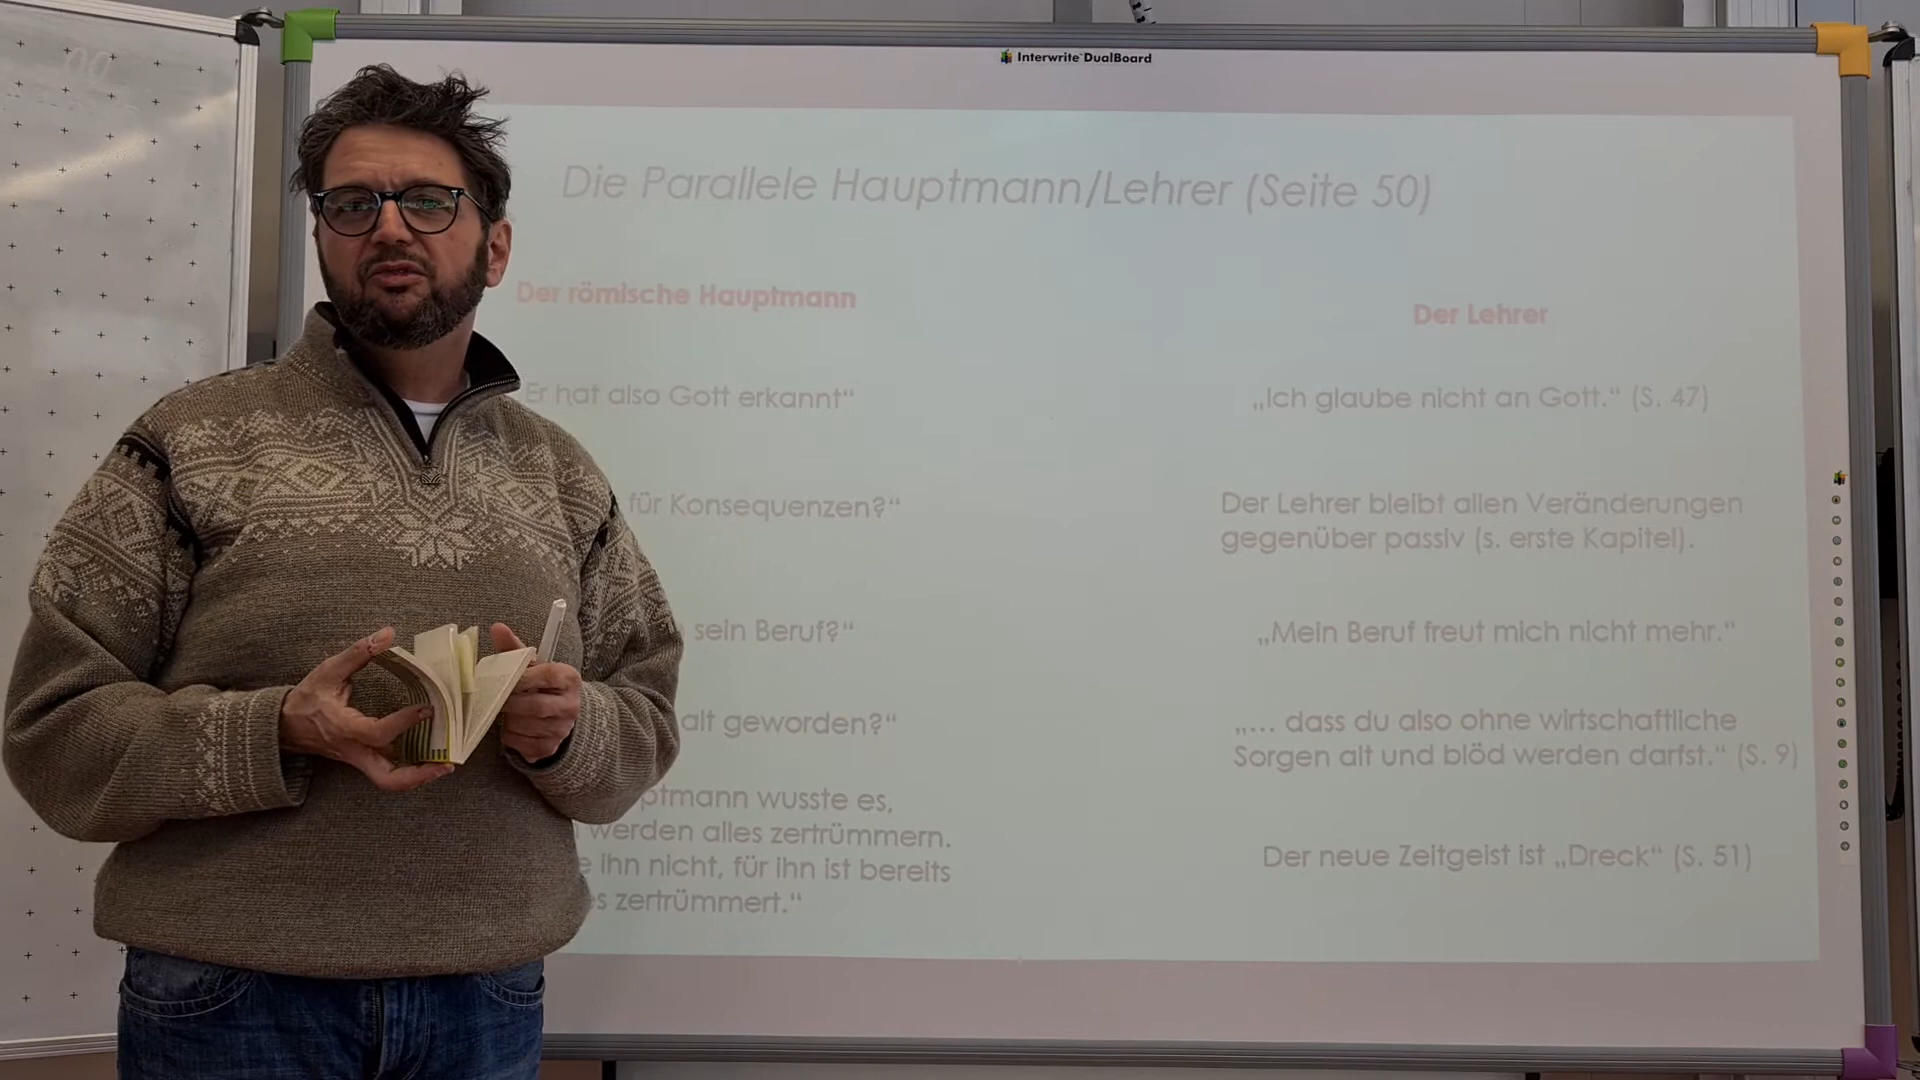 Interwrite DualBoard
Die Parallele Hauptmann/Lehrer (Seite 50)
Der römische Hauptmann
Er hat also Gott erkannt“
für Konsequenzen?“
sein Beruf?“
alt geworden?“
wusste es,
werden alles zertrümmern.
ihn nicht, für ihn ist bereits
zertrümmert.“
Der Lehrer
„Ich glaube nicht an Gott.“ (S. 47)
Der Lehrer bleibt allen Veränderungen
gegenüber passiv (s. erste Kapitel).
„Mein Beruf freut mich nicht mehr.“
„… dass du also ohne wirtschaftliche
Sorgen alt und blöd werden darfst.“ (S. 9)
Der neue Zeitgeist ist „Dreck“ (S. 51)